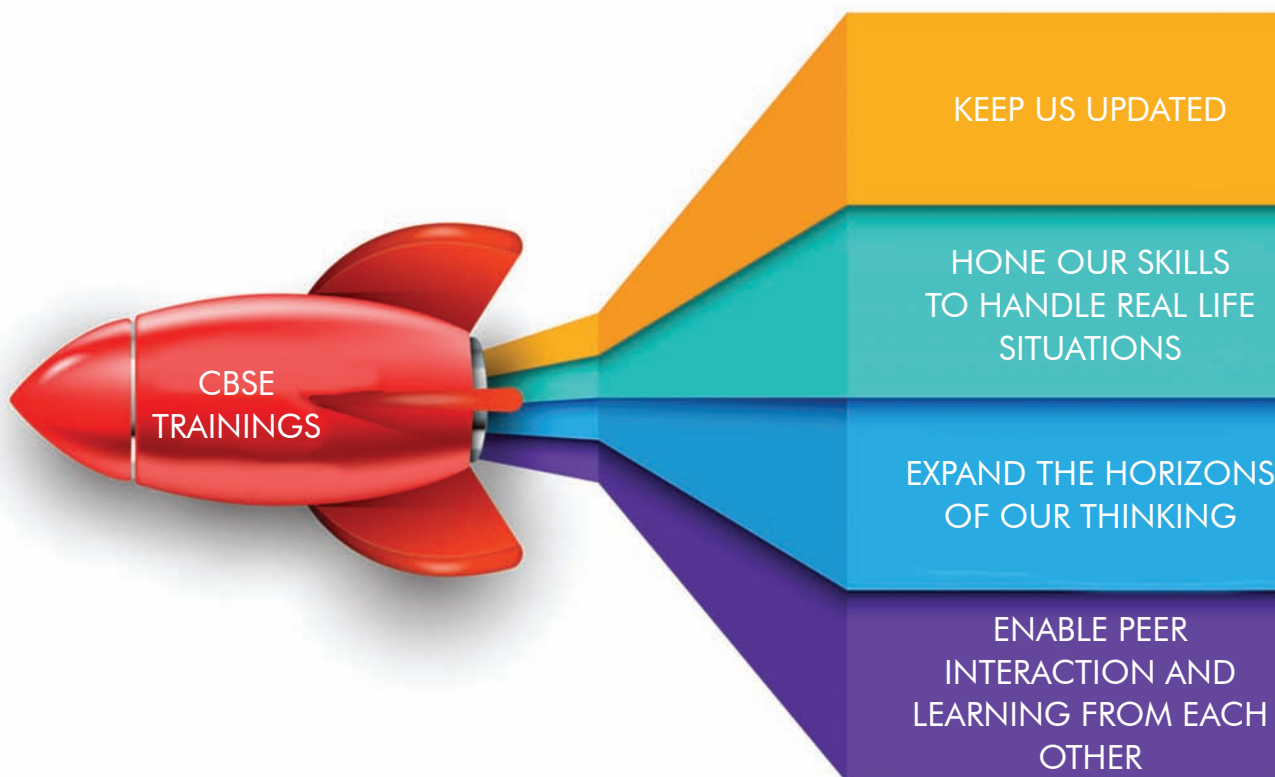 CBSE
TRAININGS
KEEP US UPDATED
HONE OUR SKILLS
TO HANDLE REAL LIFE
SITUATIONS
EXPAND THE HORIZONS
OF OUR THINKING
ENABLE PEER
INTERACTION AND
LEARNING FROM EACH
OTHER